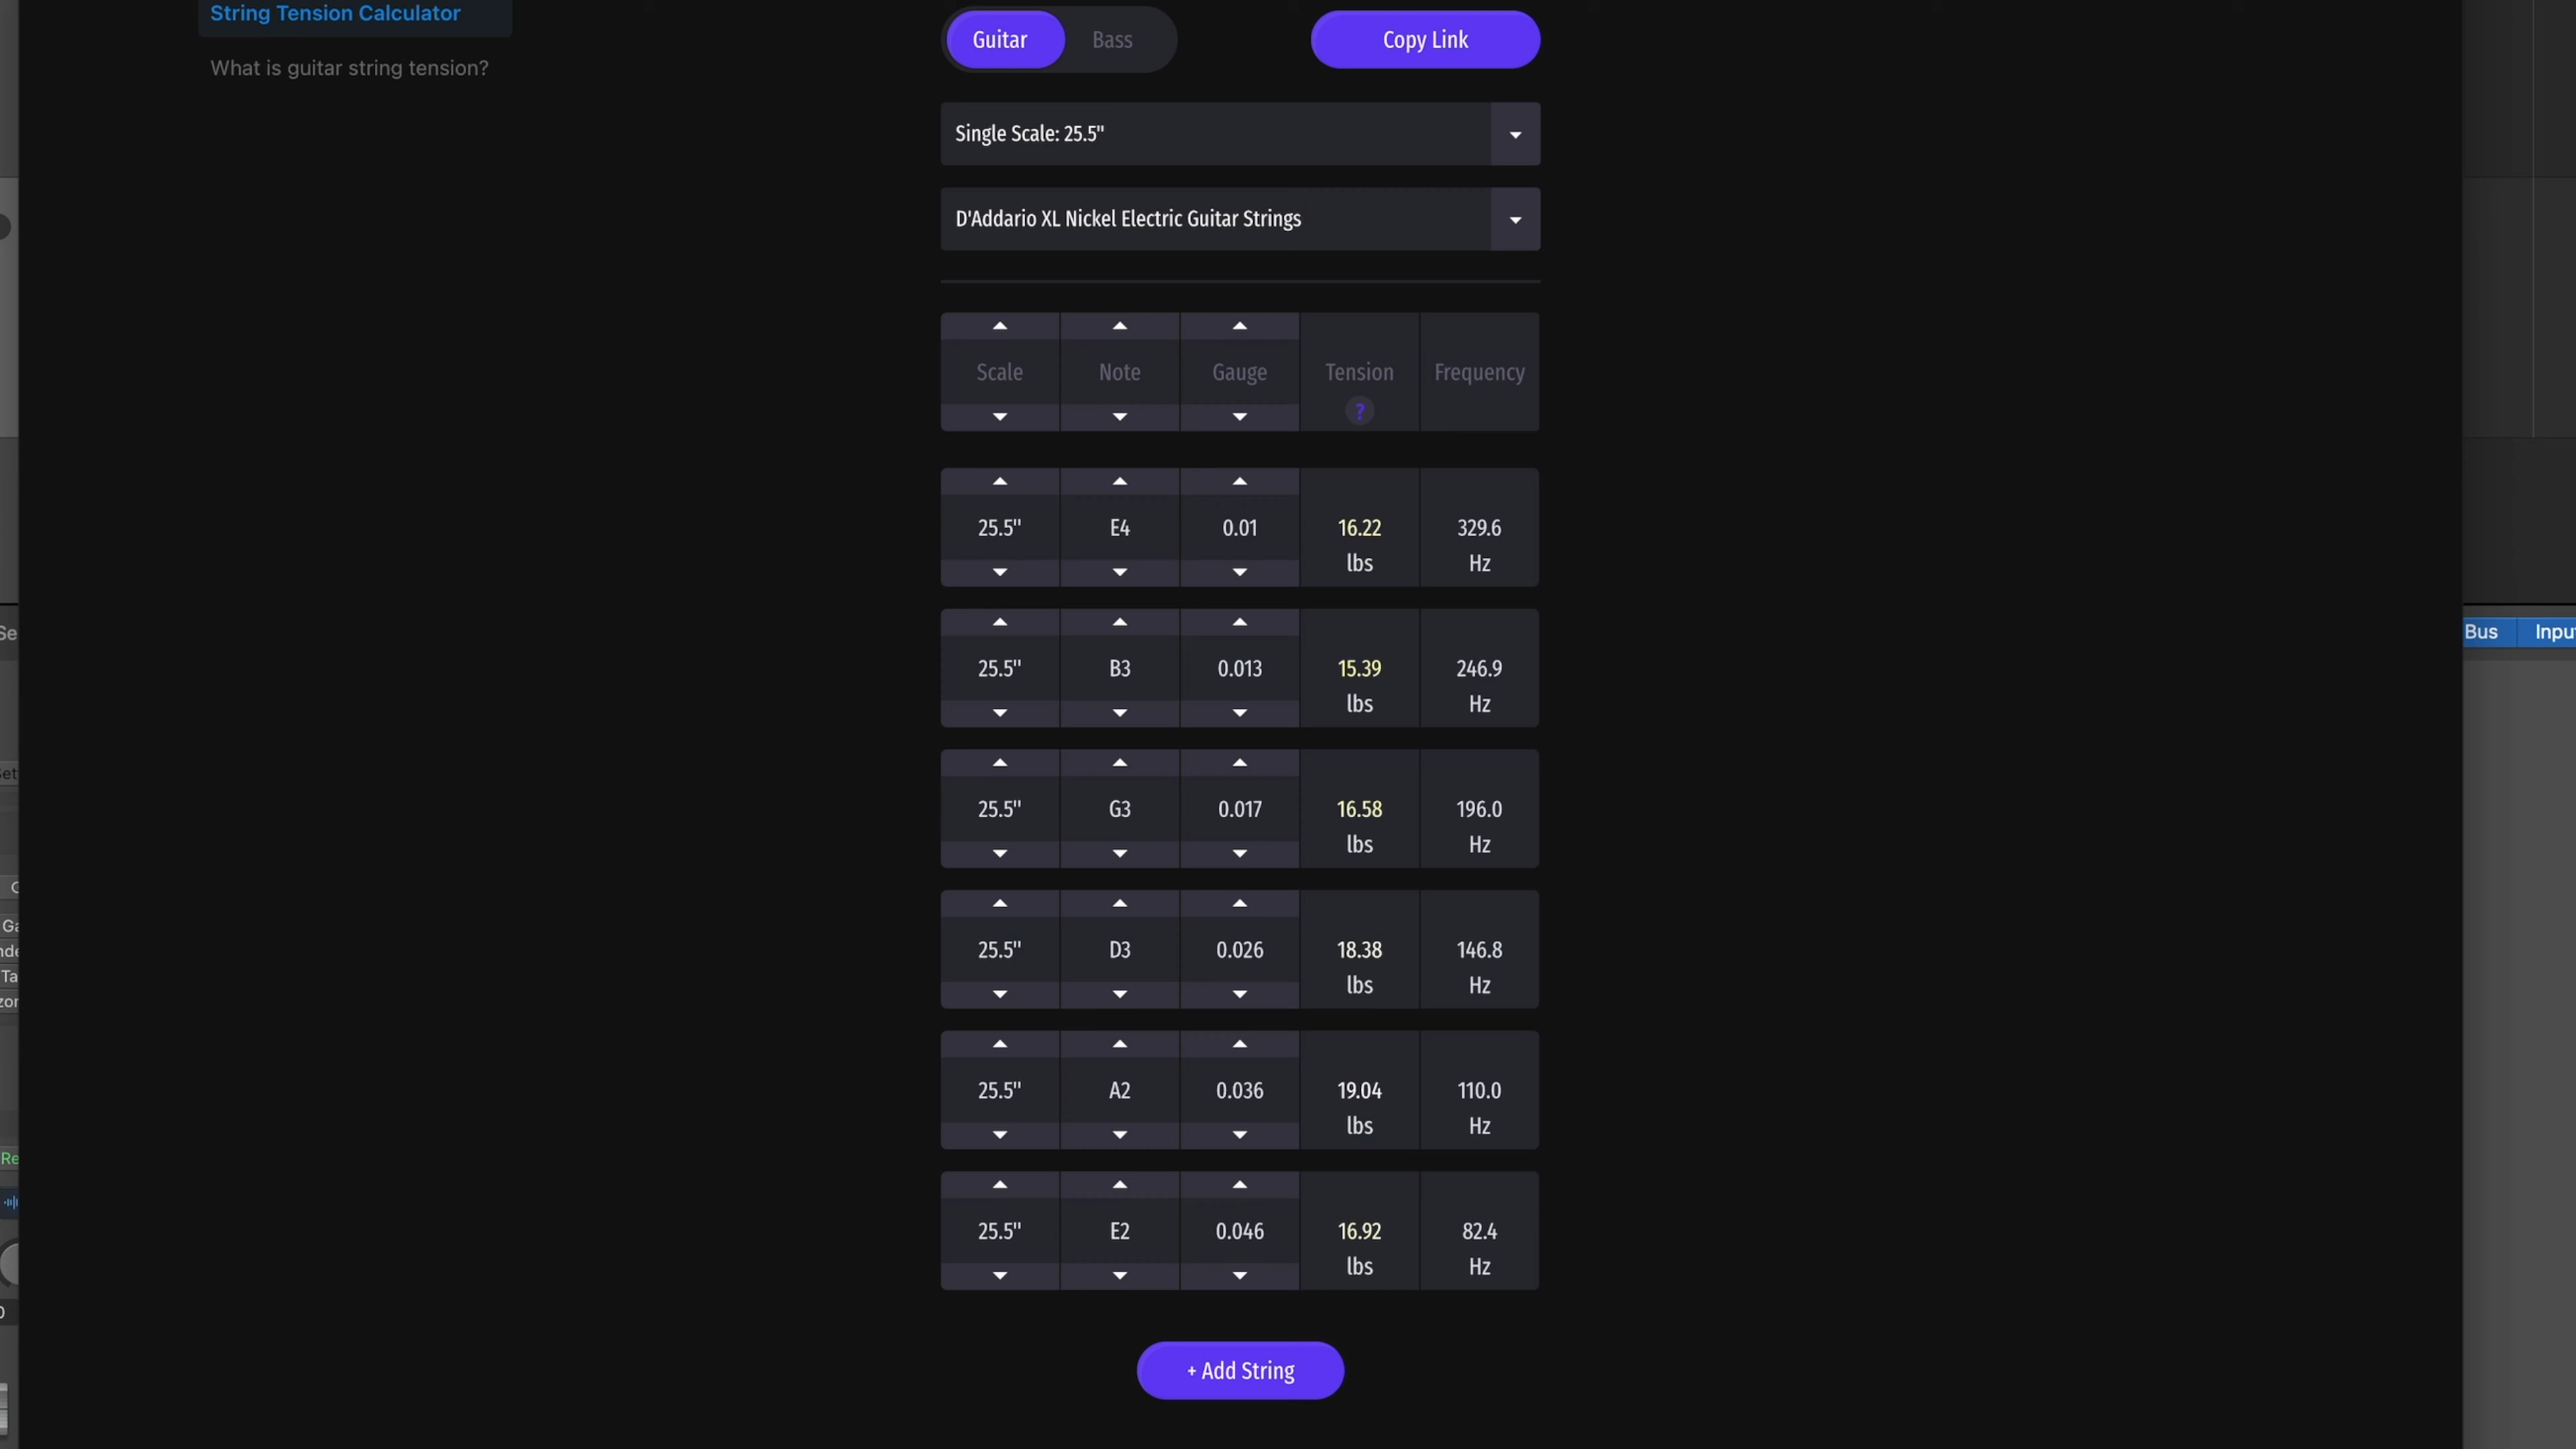 String Tension Calculator
What is guitar string tension?
Guitar
Bass
Copy Link
Single Scale: 25.5"
D'Addario XL Nickel Electric Guitar Strings
Scale Note Gauge Tension Frequency
?
25.5" E4 0.01 16.22 329.6
lbs Hz
25.5" B3 0.013 15.39 246.9
lbs Hz
25.5" G3 0.017 16.58 196.0
lbs Hz
25.5" D3 0.026 18.38 146.8
lbs Hz
25.5" A2 0.036 19.04 110.0
lbs Hz
25.5" E2 0.046 16.92 82.4
lbs Hz
+ Add String
Bus